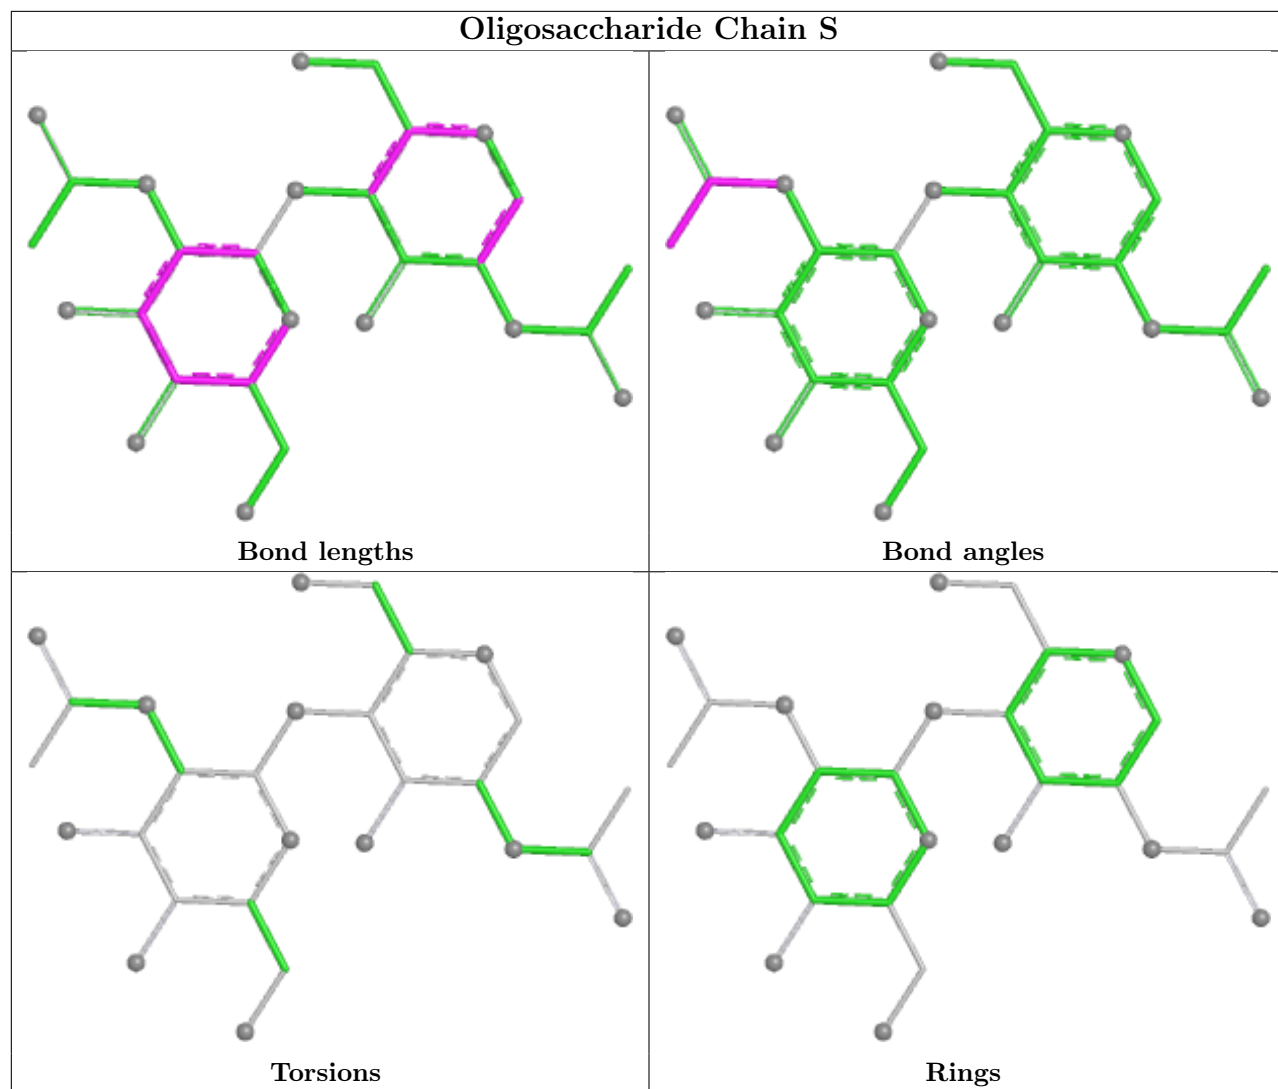 Oligosaccharide Chain S
Bond lengths
Bond angles
Torsions
Rings